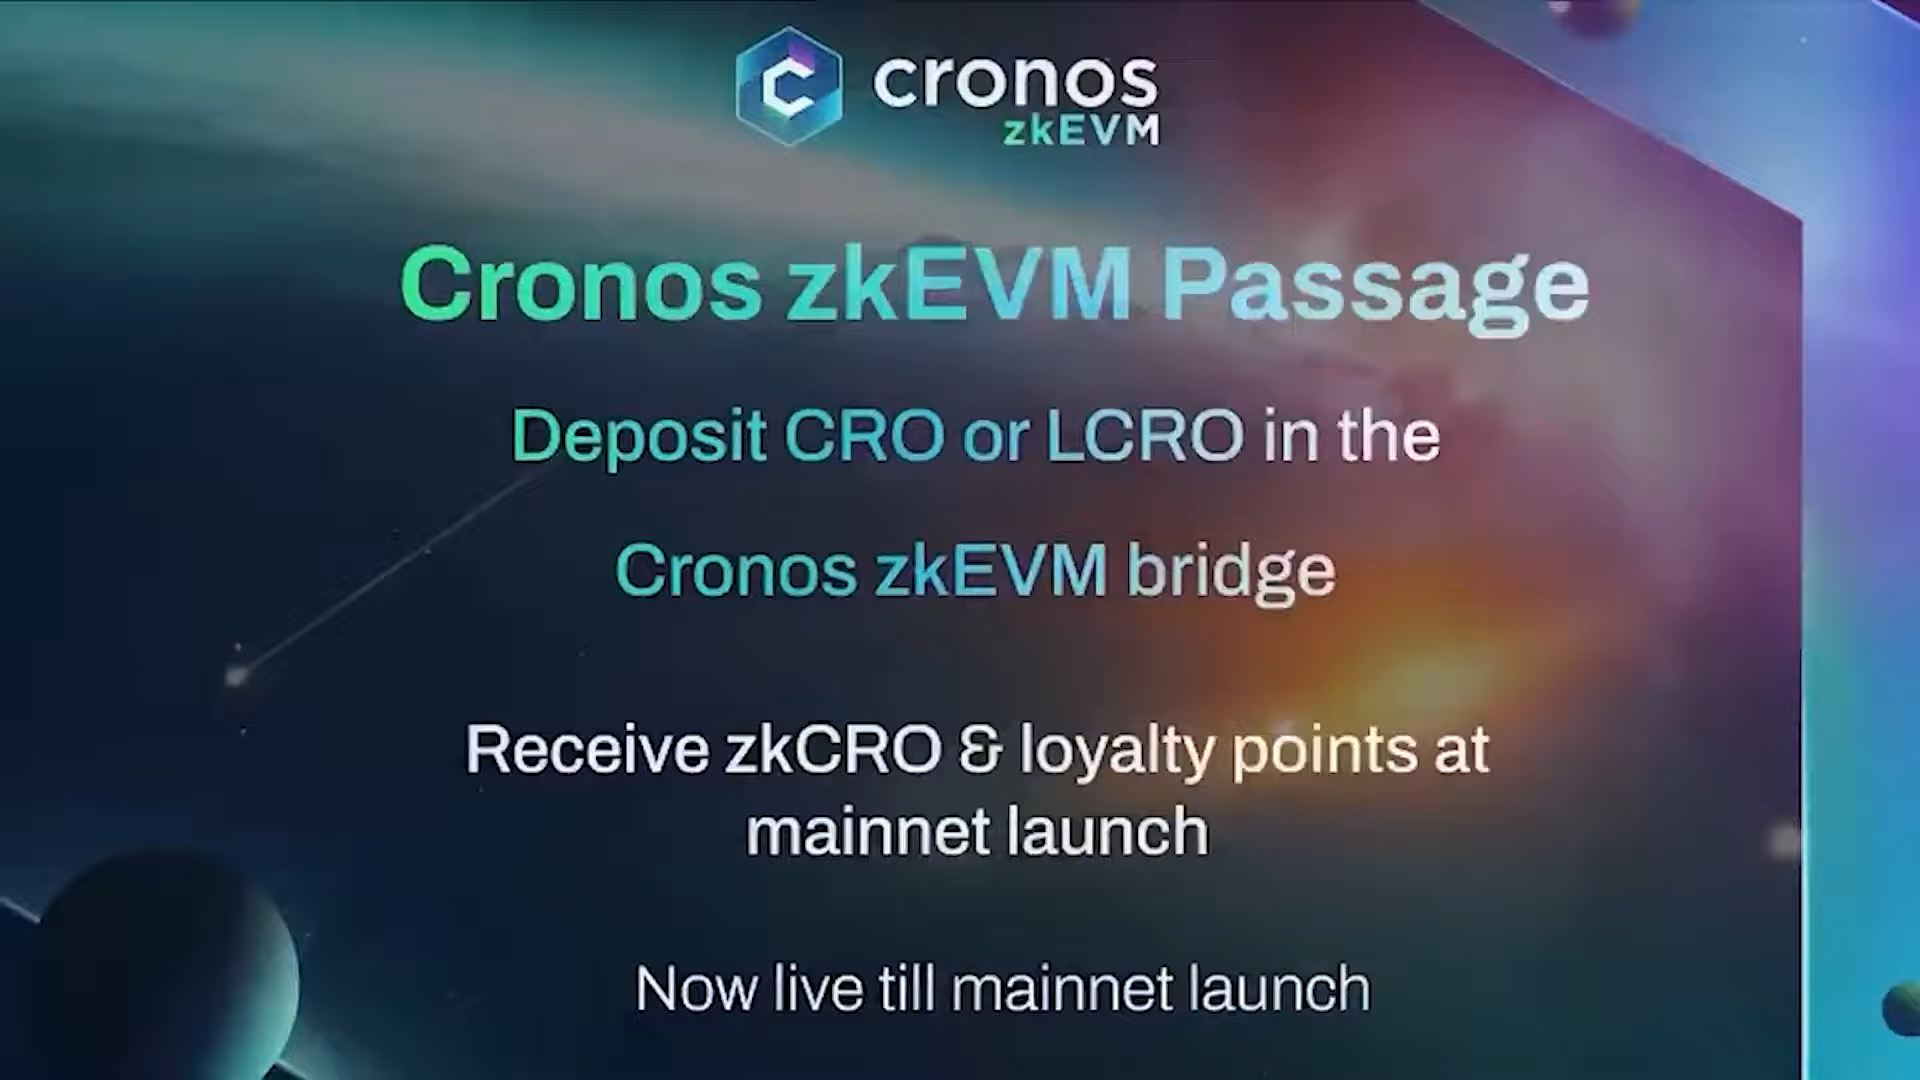 cronos
zkEVM
Cronos zkEVM Passage
Deposit CRO or LCRO in the
Cronos zkEVM bridge
Receive zkCRO & loyalty points at
mainnet launch
Now live till mainnet launch